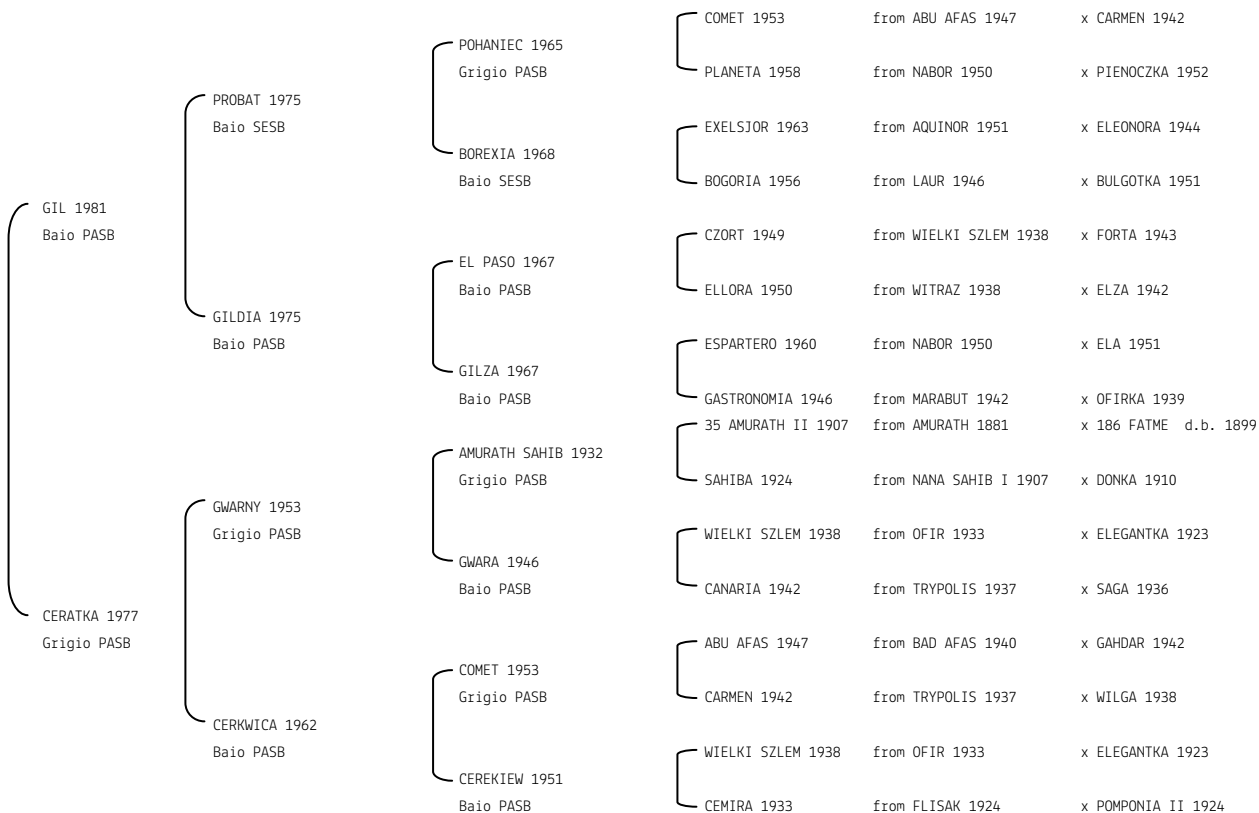 COMET 1953 from ABU AFAS 1947 x CARMEN 1942
POHANIEC 1965
Grigio PASB
PLANETA 1958 from NABOR 1950 x PIENOCZKA 1952
PROBAT 1975
Baio SESB
EXELSJOR 1963 from AQUINOR 1951 x ELEONORA 1944
BOREXIA 1968
Baio SESB
BOGORIA 1956 from LAUR 1946 x BULGOTKA 1951
GIL 1981
Baio PASB
CZORT 1949 from WIELKI SZLEM 1938 x FORTA 1943
EL PASO 1967
Baio PASB
ELLORA 1950 from WITRAZ 1938 x ELZA 1942
GILDIA 1975
Baio PASB
ESPARTERO 1960 from NABOR 1950 x ELA 1951
GILZA 1967
Baio PASB
GASTRONOMIA 1946 from MARABUT 1942 x OFIRKA 1939
35 AMURATH II 1907 from AMURATH 1881 x 186 FATME d.b. 1899
AMURATH SAHIB 1932
Grigio PASB
SAHIBA 1924 from NANA SAHIB I 1907 x DONKA 1910
GWARNY 1953
Grigio PASB
WIELKI SZLEM 1938 from OFIR 1933 x ELEGANTKA 1923
GWARA 1946
Baio PASB
CANARIA 1942 from TRYPOLIS 1937 x SAGA 1936
CERATKA 1977
Grigio PASB
ABU AFAS 1947 from BAD AFAS 1940 x GAHDAR 1942
COMET 1953
Grigio PASB
CARMEN 1942 from TRYPOLIS 1937 x WILGA 1938
CERKWICA 1962
Baio PASB
WIELKI SZLEM 1938 from OFIR 1933 x ELEGANTKA 1923
CEREKIEW 1951
Baio PASB
CEMIRA 1933 from FLISAK 1924 x POMPONIA II 1924